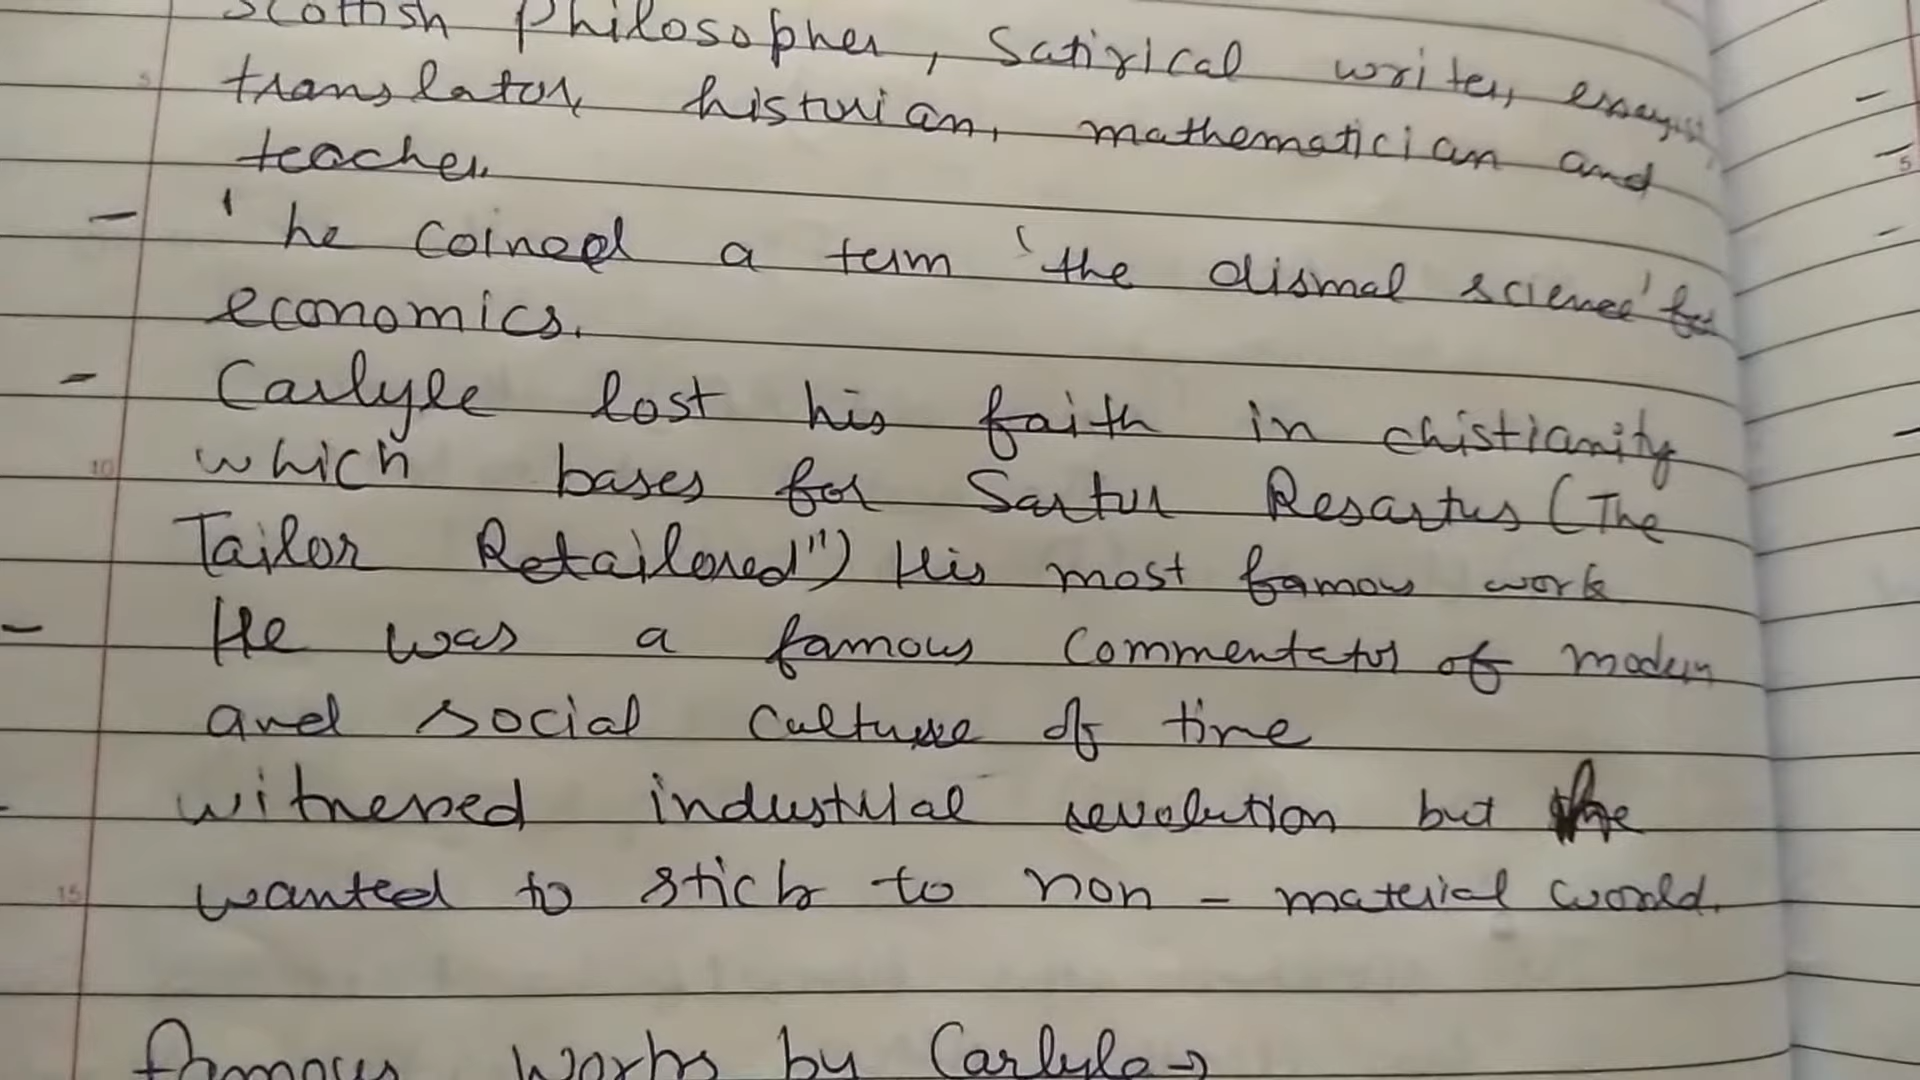 Scottish Philosopher, Satirical writer, essayist,
translator, historian, mathematician and
teacher.
- 'he coined a term 'the dismal science' for
economics.
- Carlyle lost his faith in chistianity
which bases for Sartor Resartus (The
Tailor Retailored") His most famous work
- He was a famous commentator of modern
and social culture of time
- witnessed industrial revolution but he
wanted to stick to non - material world.
Famous works by Carlyle →